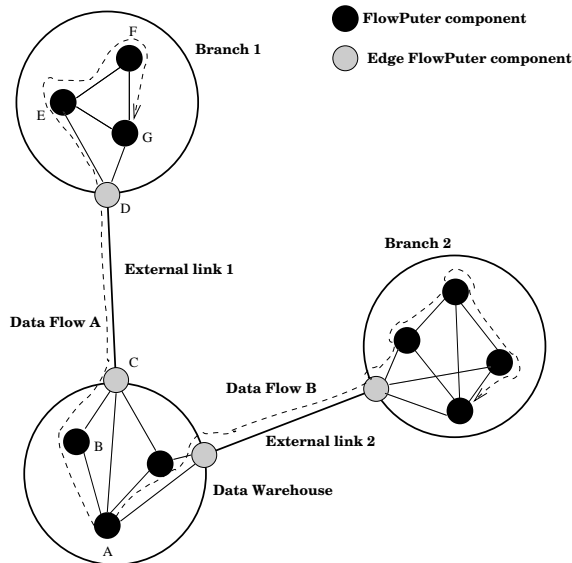 F
FlowPuter component
Branch 1
Edge FlowPuter component
E
G
D
Branch 2
External link 1
Data Flow A
C
Data Flow B
B
External link 2
Data Warehouse
A